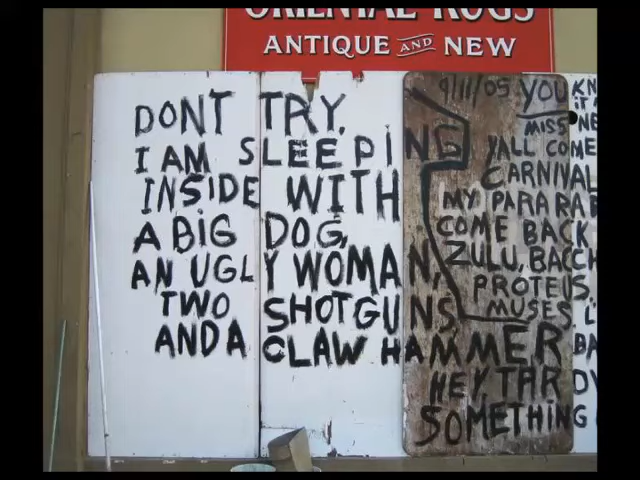 ORIENTAL RUGS
ANTIQUE AND NEW
DONT TRY.
I AM SLEEPING
INSIDE WITH
A BIG DOG,
AN UGLY WOMAN,
TWO SHOTGUNS
AND A CLAW HAMMER
9/11/05 YOU
MISS
YALL COME
CARNIVAL
MY PARA
COME BACK
ZULU, BACCH
PROTEUS,
MUSES,
HEY TAR DY
SOMETHING